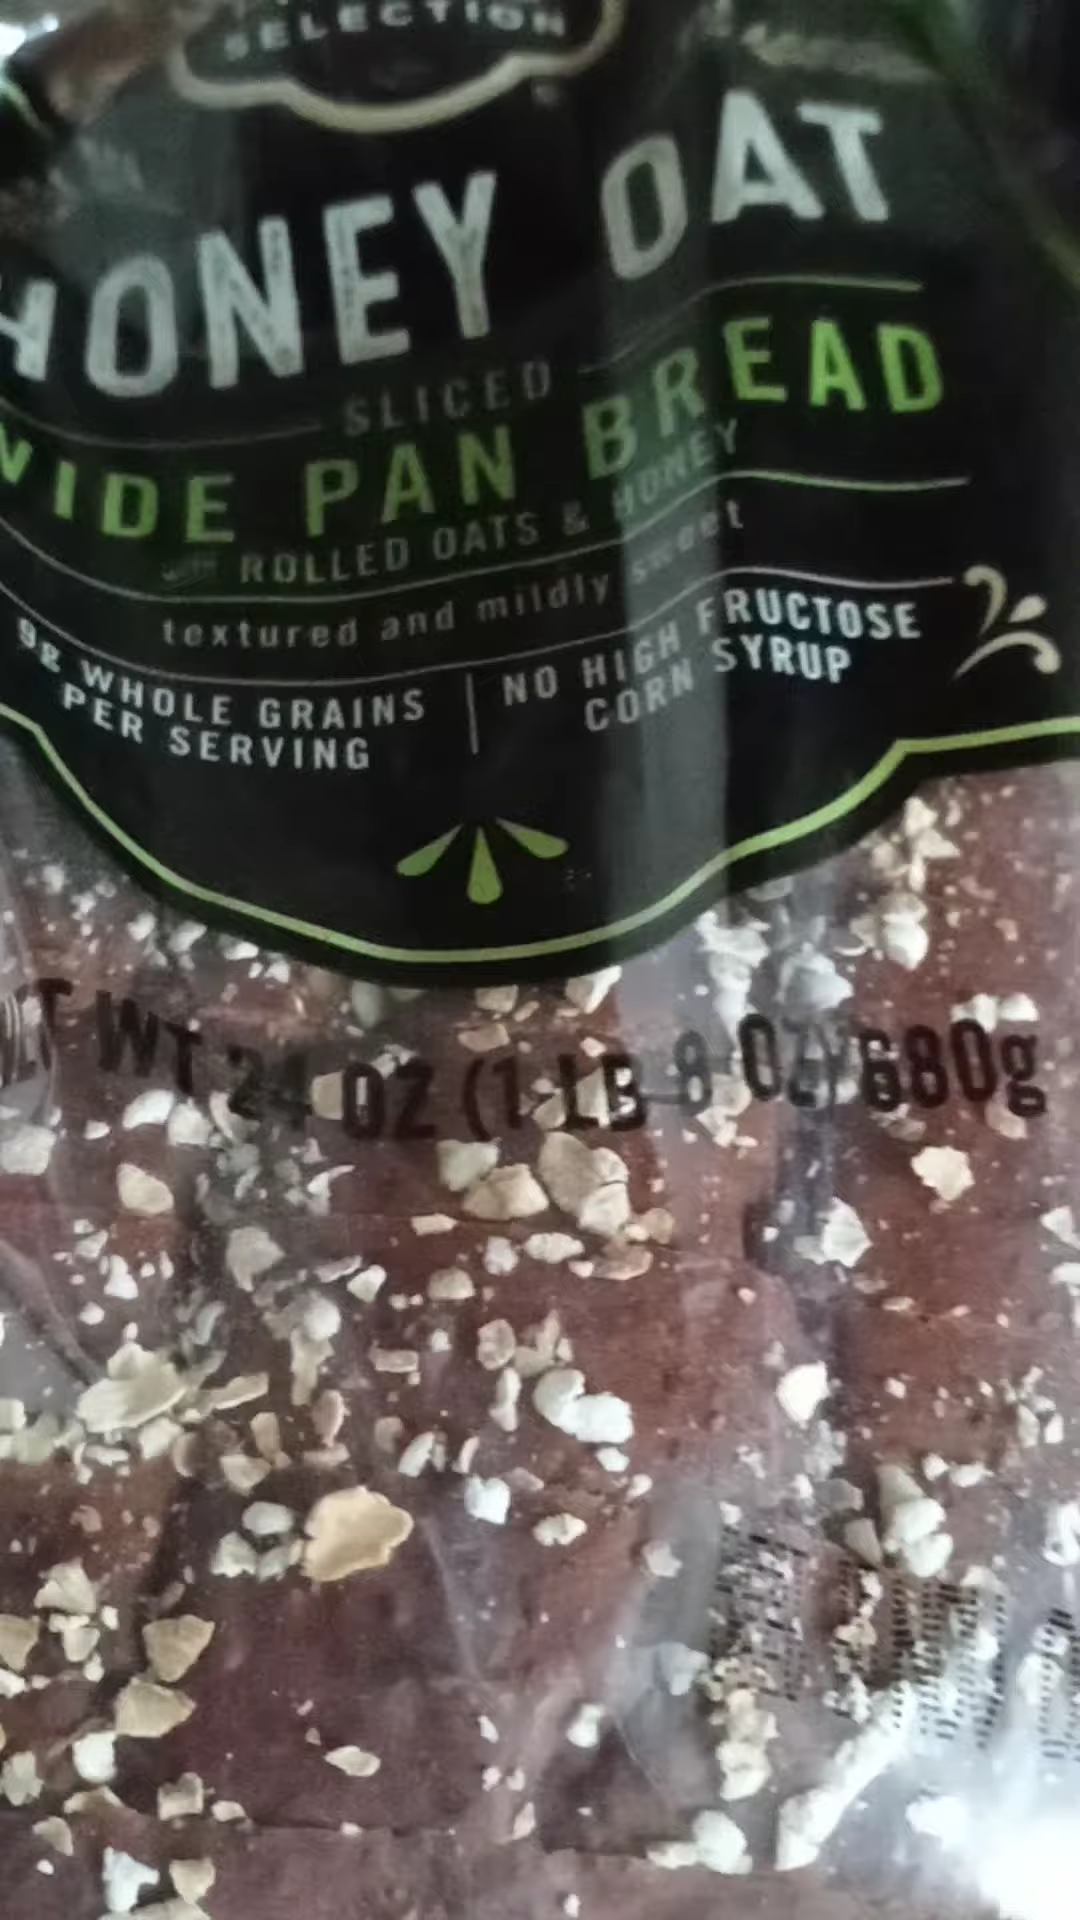 SELECTION
HONEY OAT
SLICED
WIDE PAN BREAD
with ROLLED OATS & HONEY
textured and mildly sweet
9g WHOLE GRAINS
PER SERVING
NO HIGH FRUCTOSE
CORN SYRUP
T WT 24 OZ (1 LB 8 OZ) 680g